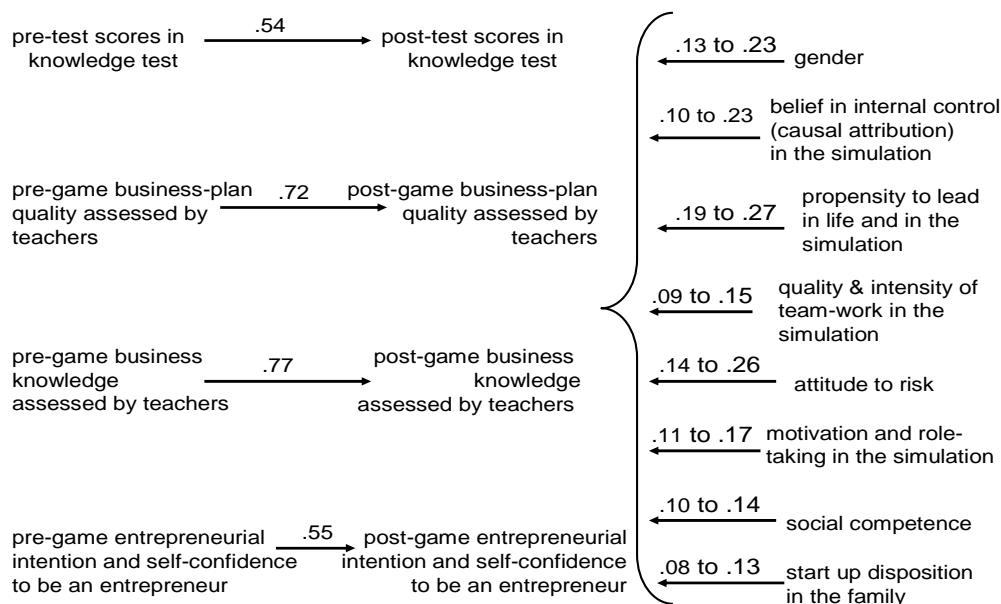 pre-test scores in
knowledge test
.54
post-test scores in
knowledge test
pre-game business-plan
quality assessed by
teachers
.72
post-game business-plan
quality assessed by
teachers
pre-game business
knowledge
assessed by teachers
.77
post-game business
knowledge
assessed by teachers
pre-game entrepreneurial
intention and self-confidence
to be an entrepreneur
.55
post-game entrepreneurial
intention and self-confidence
to be an entrepreneur
.13 to .23
gender
.10 to .23
belief in internal control
(causal attribution)
in the simulation
.19 to .27
propensity to lead
in life and in the
simulation
.09 to .15
quality & intensity of
team-work in the
simulation
.14 to .26
attitude to risk
.11 to .17
motivation and role-
taking in the simulation
.10 to .14
social competence
.08 to .13
start up disposition
in the family